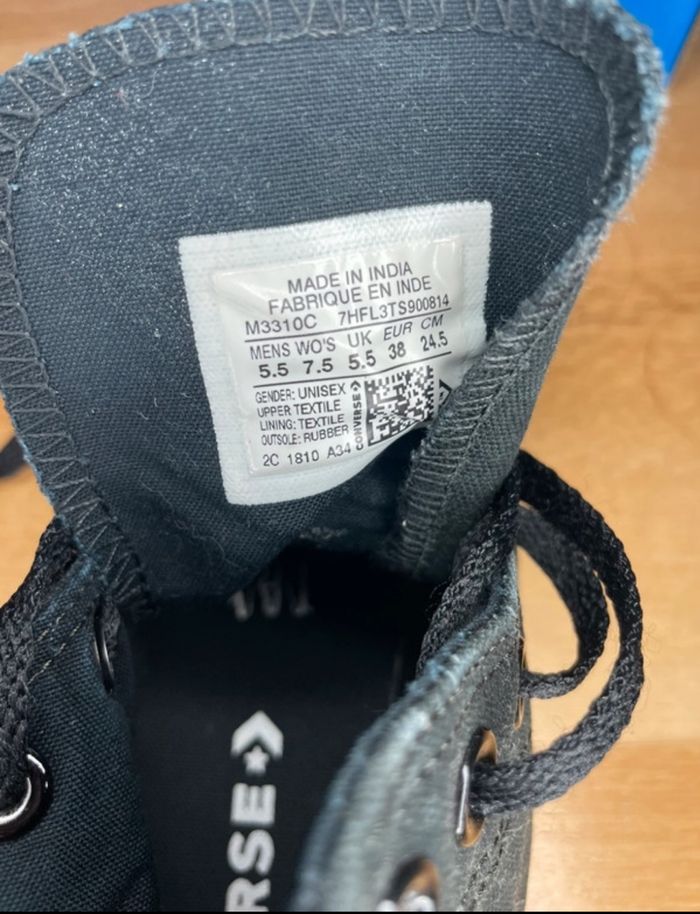 MADE IN INDIA
FABRIQUE EN INDE
M3310C 7HFL3TS900814
MENS WO'S UK EUR CM
5.5 7.5 5.5 38 24.5
GENDER: UNISEX
UPPER TEXTILE
LINING: TEXTILE
OUTSOLE: RUBBER
CONVERSE
2C 1810 A34
RSE